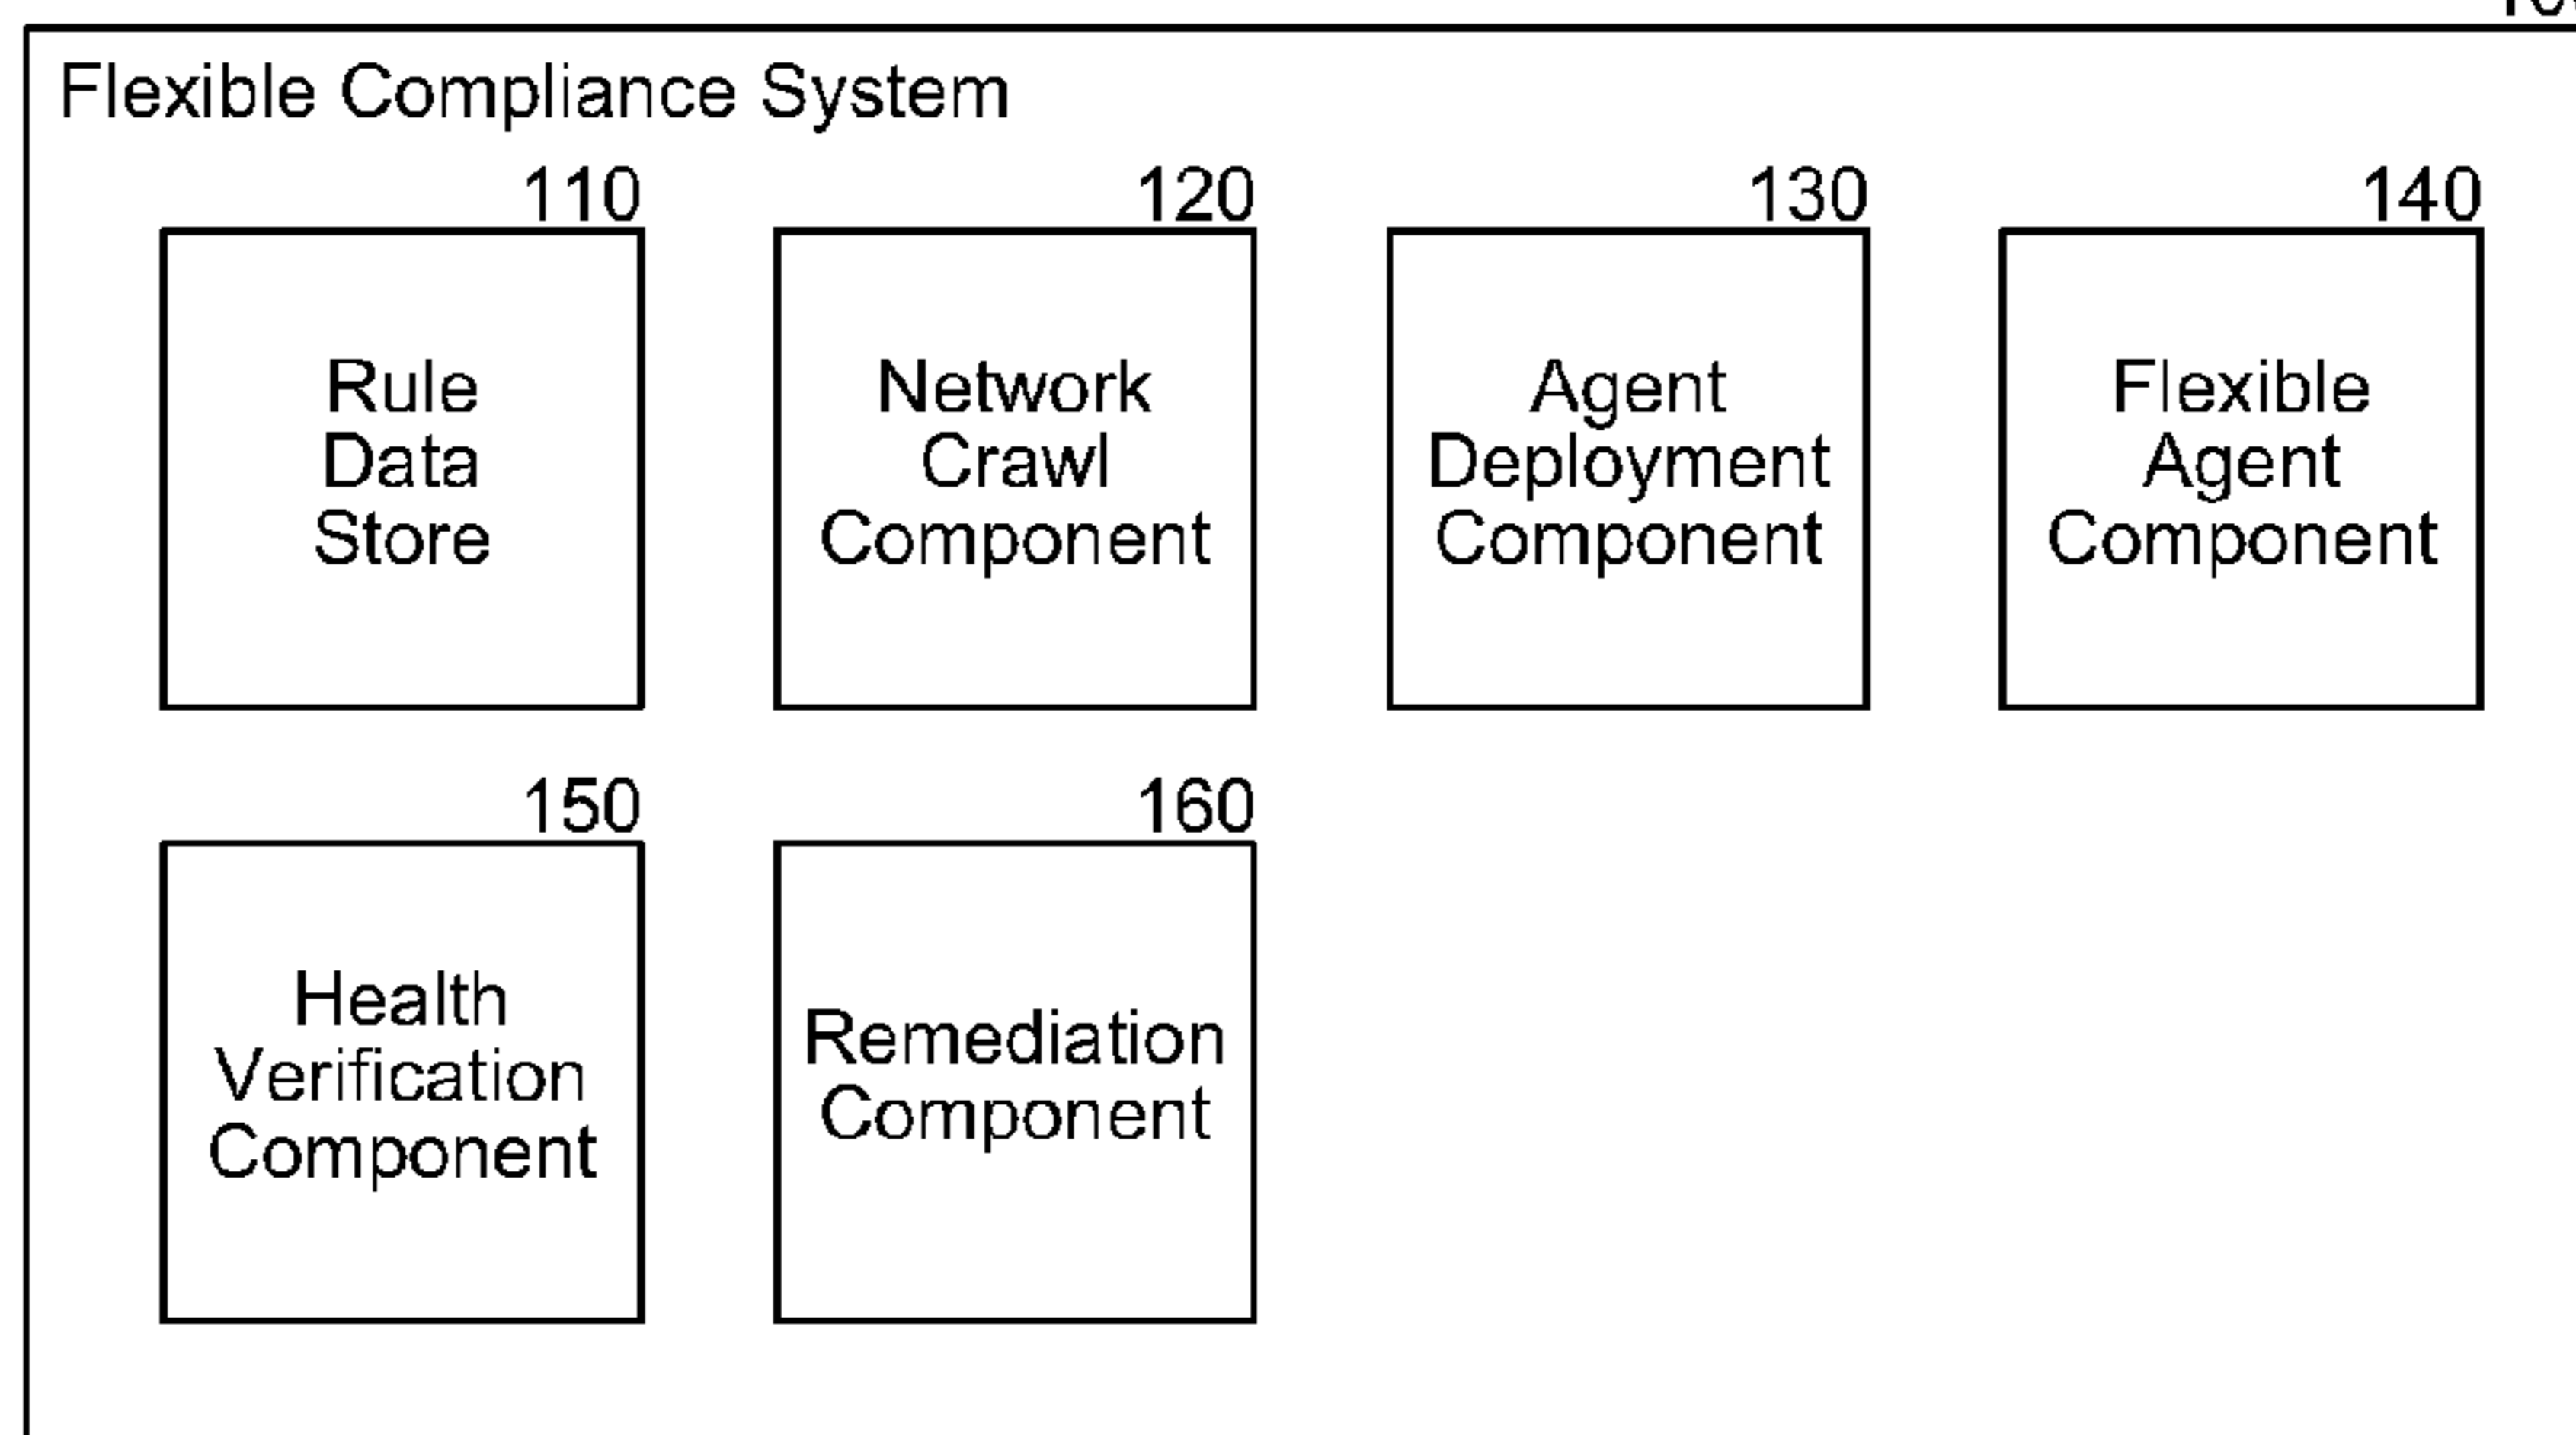 Flexible Compliance System
110
120
130
140
Rule
Data
Store
Network
Crawl
Component
Agent
Deployment
Component
Flexible
Agent
Component
150
160
Health
Verification
Component
Remediation
Component